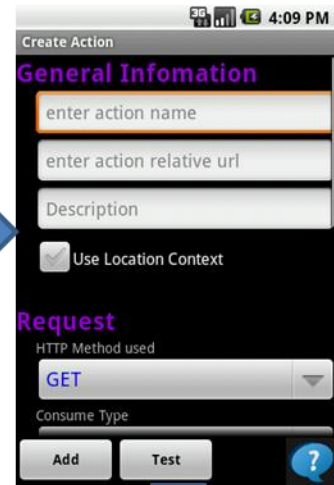 3G 4:09 PM
Create Action
General Infomation
enter action name
enter action relative url
Description
Use Location Context
Request
HTTP Method used
GET
Consume Type
Add Test ?